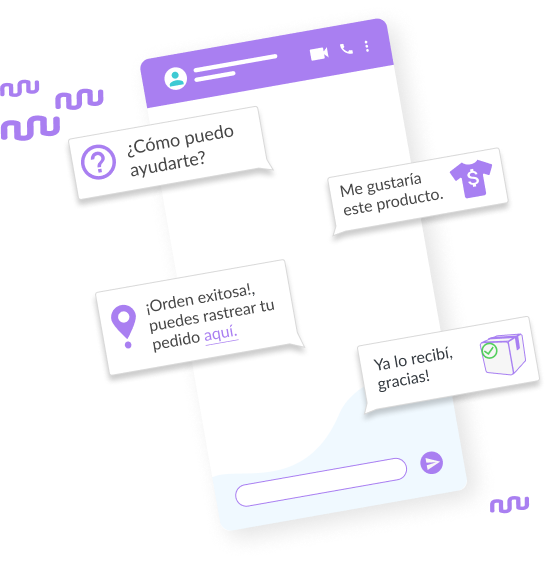 ¿Cómo puedo
ayudarte?
Me gustaría
este producto.
$
¡Orden exitosa!,
puedes rastrear tu
pedido aquí.
Ya lo recibí,
gracias!